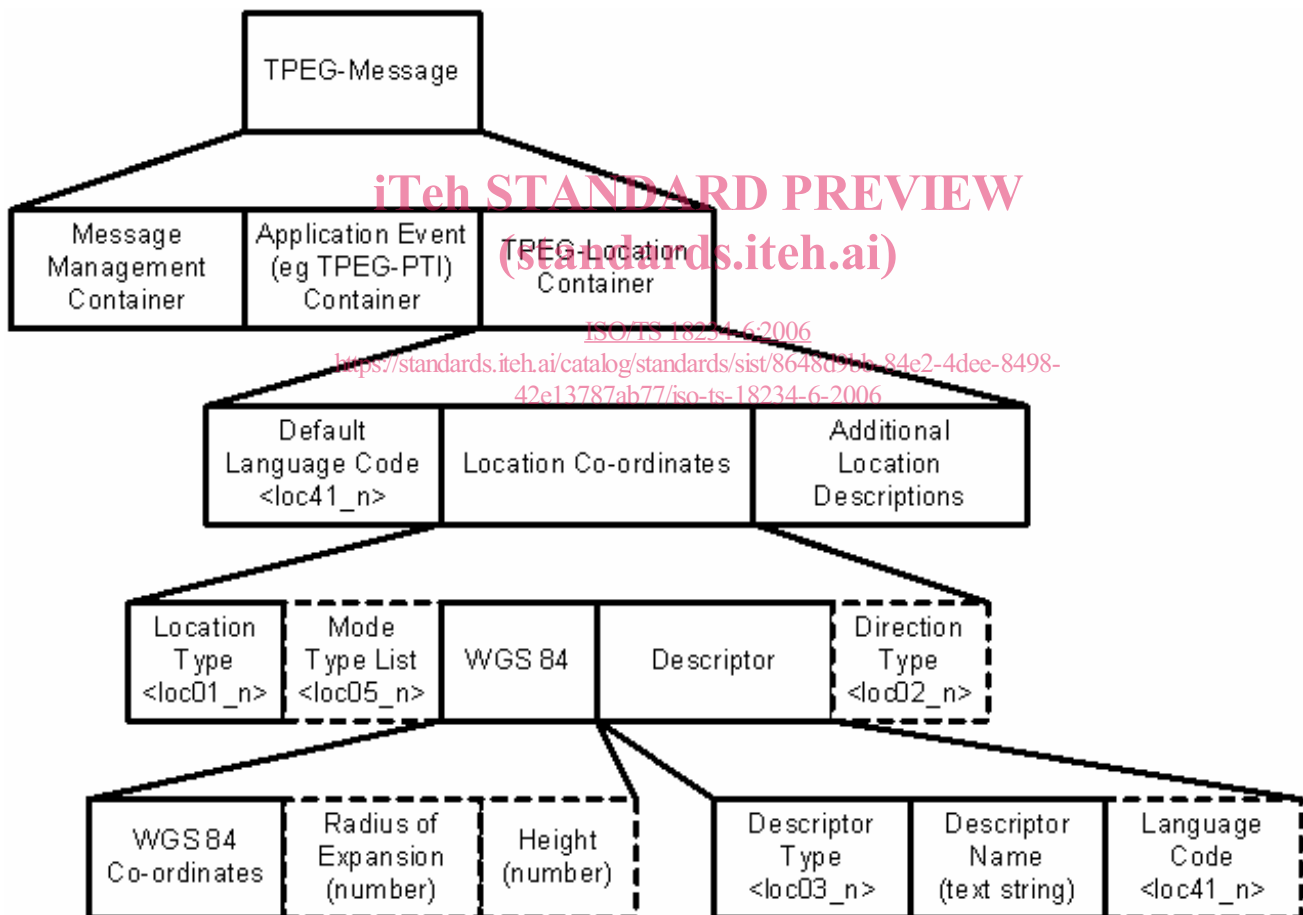 TPEG-Message
iTeh STANDARD PREVIEW
(standards.iteh.ai)
Message
Management
Container
Application Event
(eg TPEG-PTI)
Container
TPEG-Location
Container
ISO/TS 18234-6:2006
https://standards.iteh.ai/catalog/standards/sist/8648d9bb-84e2-4dee-8498-
42e13787ab77/iso-ts-18234-6-2006
Default
Language Code
<loc41_n>
Location Co-ordinates
Additional
Location
Descriptions
Location
Type
<loc01_n>
Mode
Type List
<loc05_n>
WGS 84
Descriptor
Direction
Type
<loc02_n>
WGS 84
Co-ordinates
Radius of
Expansion
(number)
Height
(number)
Descriptor
Type
<loc03_n>
Descriptor
Name
(text string)
Language
Code
<loc41_n>